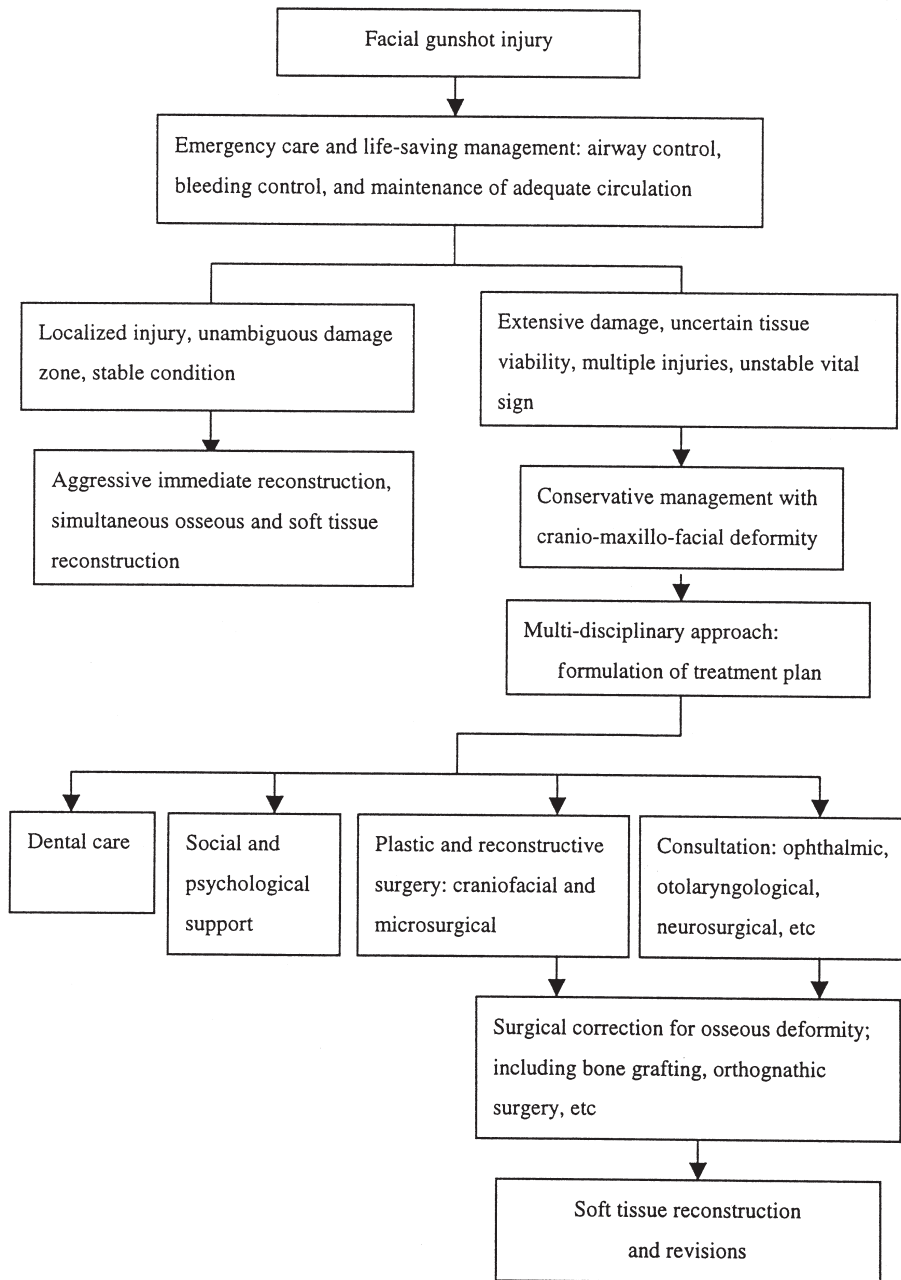 Facial gunshot injury
Emergency care and life-saving management: airway control,
bleeding control, and maintenance of adequate circulation
Localized injury, unambiguous damage
zone, stable condition
Extensive damage, uncertain tissue
viability, multiple injuries, unstable vital
sign
Aggressive immediate reconstruction,
simultaneous osseous and soft tissue
reconstruction
Conservative management with
cranio-maxillo-facial deformity
Multi-disciplinary approach:
formulation of treatment plan
Dental care
Social and
psychological
support
Plastic and reconstructive
surgery: craniofacial and
microsurgical
Consultation: ophthalmic,
otolaryngological,
neurosurgical, etc
Surgical correction for osseous deformity;
including bone grafting, orthognathic
surgery, etc
Soft tissue reconstruction
and revisions